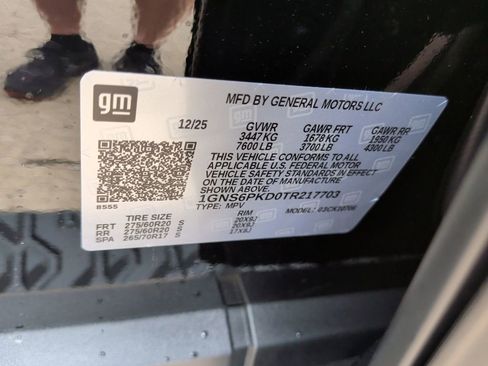 gm
MFD BY GENERAL MOTORS LLC
12/25 GVWR GAWR FRT GAWR RR
3447 KG 1678 KG 1950 KG
7600 LB 3700 LB 4300 LB
THIS VEHICLE CONFORMS TO ALL
APPLICABLE U.S. FEDERAL MOTOR
VEHICLE SAFETY STANDARDS IN EFFECT
ON THE DATE OF MANUFACTURE
SHOWN ABOVE.
1GNS6PKD0TR217703
TYPE: MPV MODEL:
8555
TIRE SIZE RIM
FRT 275/60R20 S 20X9J
RR 275/60R20 S 20X9J
SPA 265/70R17 S 17X8J